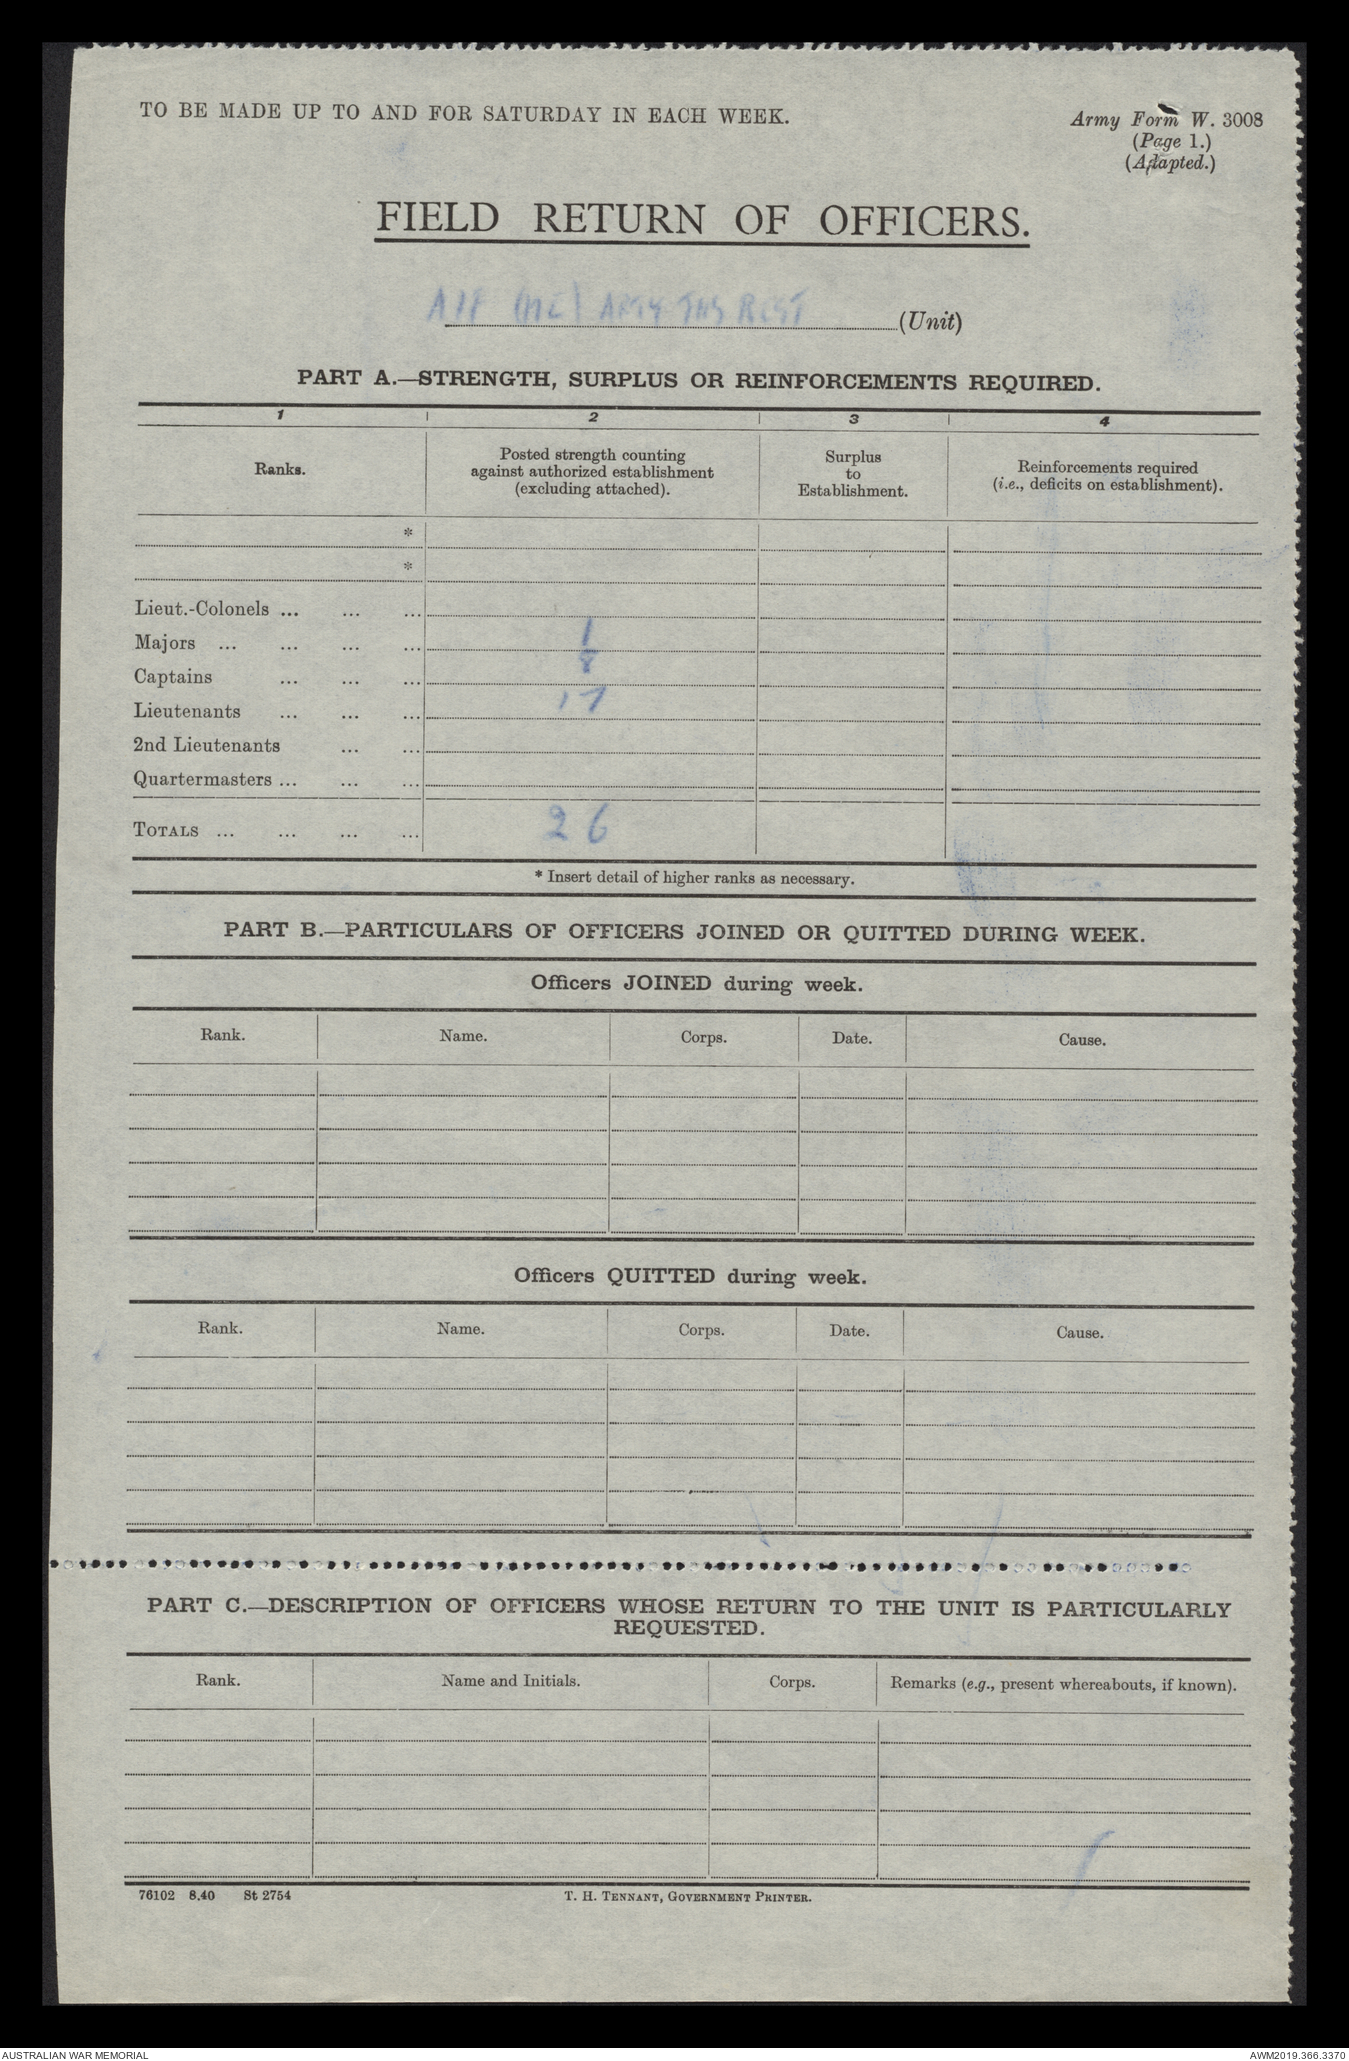 TO BE MADE UP TO AND FOR SATURDAY IN EACH WEEK.
Army Form W. 3008
(Page 1.)
(Adapted.)
FIELD RETURN OF OFFICERS.
AIF (ME) ARTY TNG REGT (Unit)
PART A.—STRENGTH, SURPLUS OR REINFORCEMENTS REQUIRED.
1 2 3 4
Ranks. Posted strength counting against authorized establishment (excluding attached). Surplus to Establishment. Reinforcements required (i.e., deficits on establishment).
*
*
Lieut.-Colonels ... ... ...
Majors ... ... ... ... 1
Captains ... ... ... 8
Lieutenants ... ... ... 17
2nd Lieutenants ... ...
Quartermasters ... ... ...
TOTALS ... ... ... ... 26
* Insert detail of higher ranks as necessary.
PART B.—PARTICULARS OF OFFICERS JOINED OR QUITTED DURING WEEK.
Officers JOINED during week.
Rank. Name. Corps. Date. Cause.
Officers QUITTED during week.
Rank. Name. Corps. Date. Cause.
PART C.—DESCRIPTION OF OFFICERS WHOSE RETURN TO THE UNIT IS PARTICULARLY
REQUESTED.
Rank. Name and Initials. Corps. Remarks (e.g., present whereabouts, if known).
76102 8.40 St 2754 T. H. TENNANT, GOVERNMENT PRINTER.
AUSTRALIAN WAR MEMORIAL AWM2019.366.3370